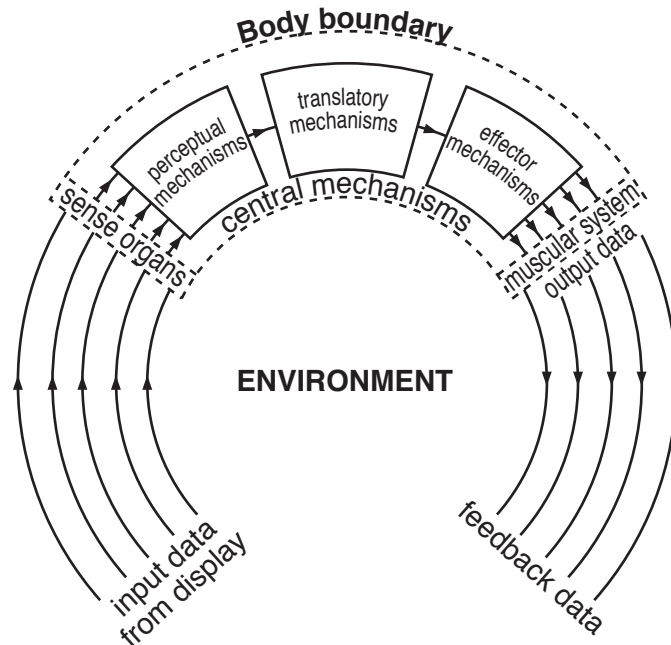 Body boundary
perceptual
mechanisms
translatory
mechanisms
effector
mechanisms
central mechanisms
sense organs
muscular system
output data
ENVIRONMENT
input data
from display
feedback data